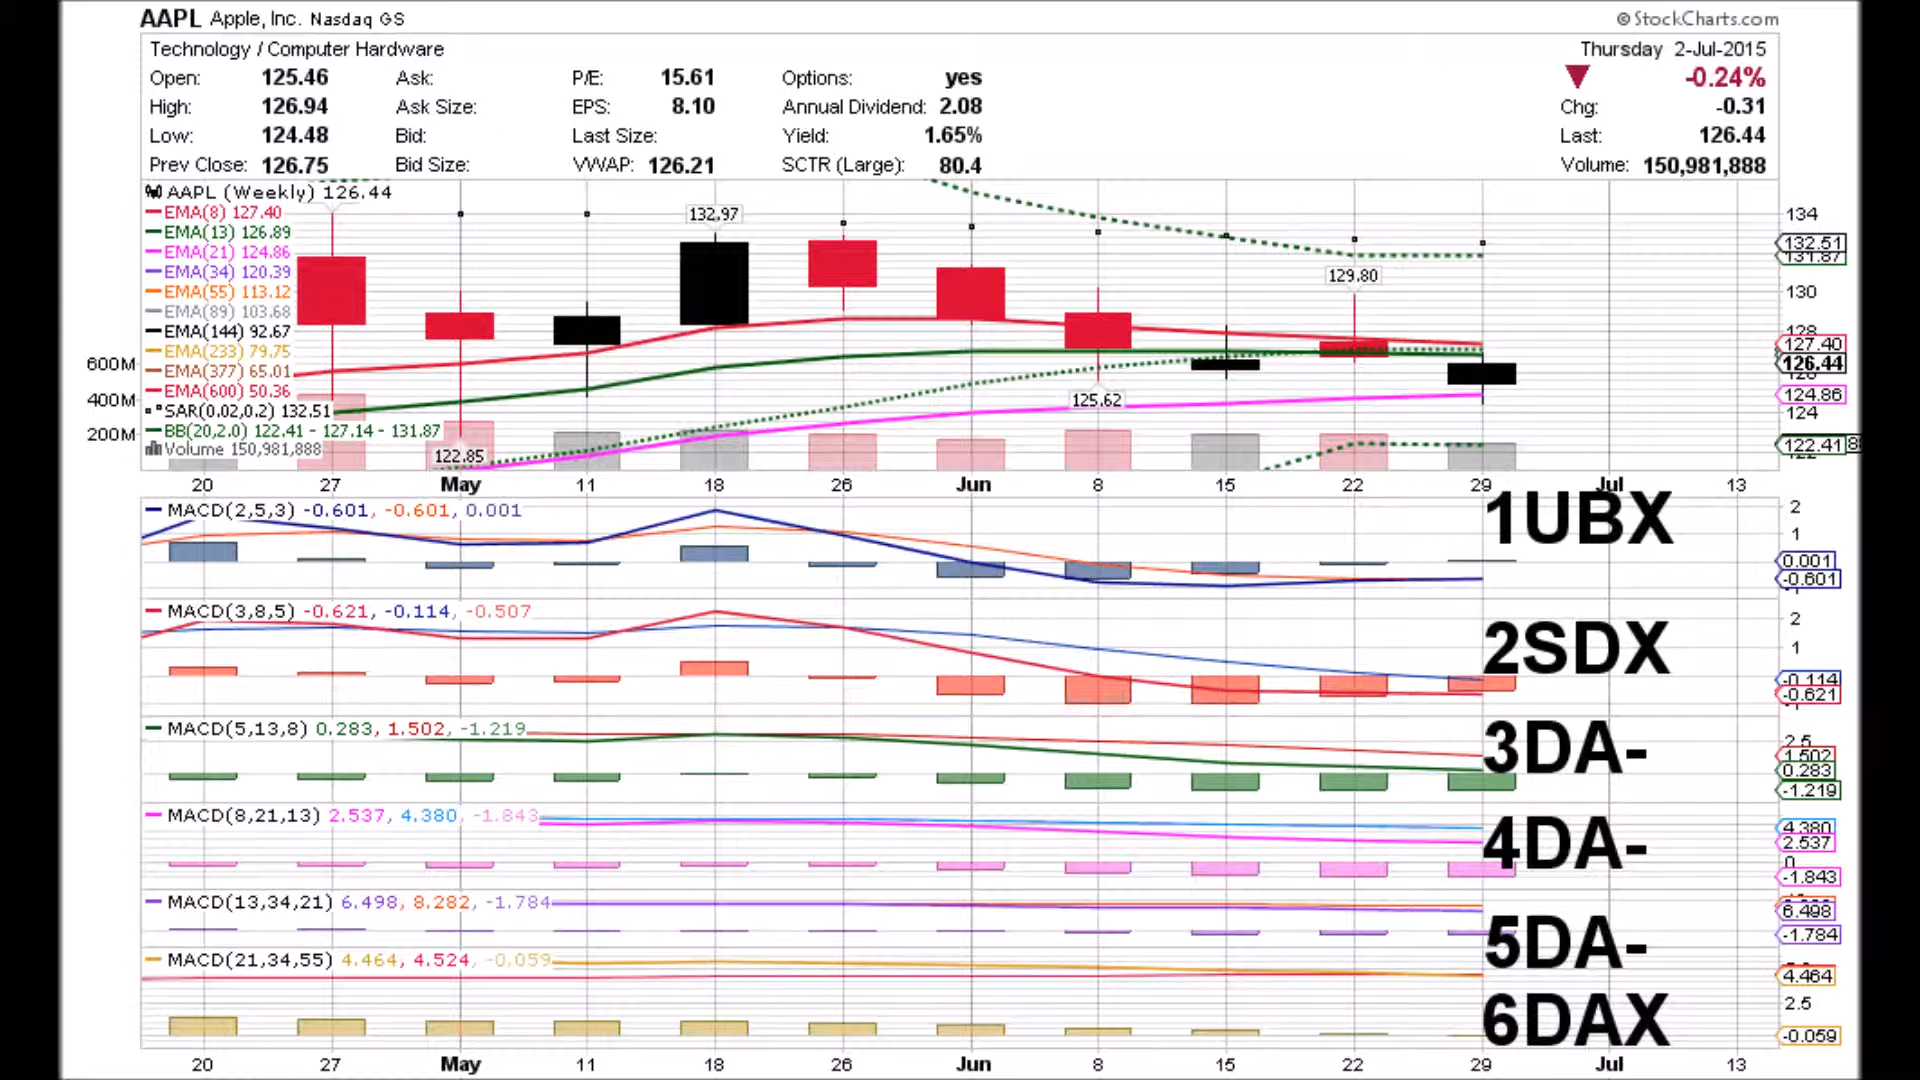 AAPL Apple, Inc. Nasdaq GS
© StockCharts.com
Technology / Computer Hardware
Thursday 2-Jul-2015
Open: 125.46 Ask: P/E: 15.61 Options: yes
-0.24%
High: 126.94 Ask Size: EPS: 8.10 Annual Dividend: 2.08
Chg: -0.31
Low: 124.48 Bid: Last Size: Yield: 1.65%
Last: 126.44
Prev Close: 126.75 Bid Size: VWAP: 126.21 SCTR (Large): 80.4
Volume: 150,981,888
AAPL (Weekly) 126.44
EMA(8) 127.40
EMA(13) 126.89
EMA(21) 124.86
EMA(34) 120.39
EMA(55) 113.12
EMA(89) 103.68
EMA(144) 92.67
EMA(233) 79.75
EMA(377) 65.01
EMA(600) 50.36
SAR(0.02,0.2) 132.51
BB(20,2.0) 122.41 - 127.14 - 131.87
Volume 150,981,888
600M
400M
200M
132.97
129.80
125.62
122.85
134
132.51
131.87
130
128
127.40
126.44
124.86
124
122.41
20 27 May 11 18 26 Jun 8 15 22 29 Jul 13
MACD(2,5,3) -0.601, -0.601, 0.001
1UBX
2
1
0.001
-0.601
MACD(3,8,5) -0.621, -0.114, -0.507
2SDX
2
1
-0.114
-0.621
MACD(5,13,8) 0.283, 1.502, -1.219
3DA-
2.5
1.502
0.283
-1.219
MACD(8,21,13) 2.537, 4.380, -1.843
4DA-
4.380
2.537
0
-1.843
MACD(13,34,21) 6.498, 8.282, -1.784
5DA-
6.498
-1.784
MACD(21,34,55) 4.464, 4.524, -0.059
6DAX
4.464
2.5
-0.059
20 27 May 11 18 26 Jun 8 15 22 29 Jul 13